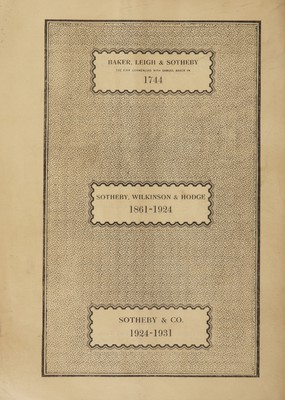 BAKER, LEIGH & SOTHEBY
1744
SOTHEBY, WILKINSON & HODGE
1861-1924
SOTHEBY & CO.
1924-1931